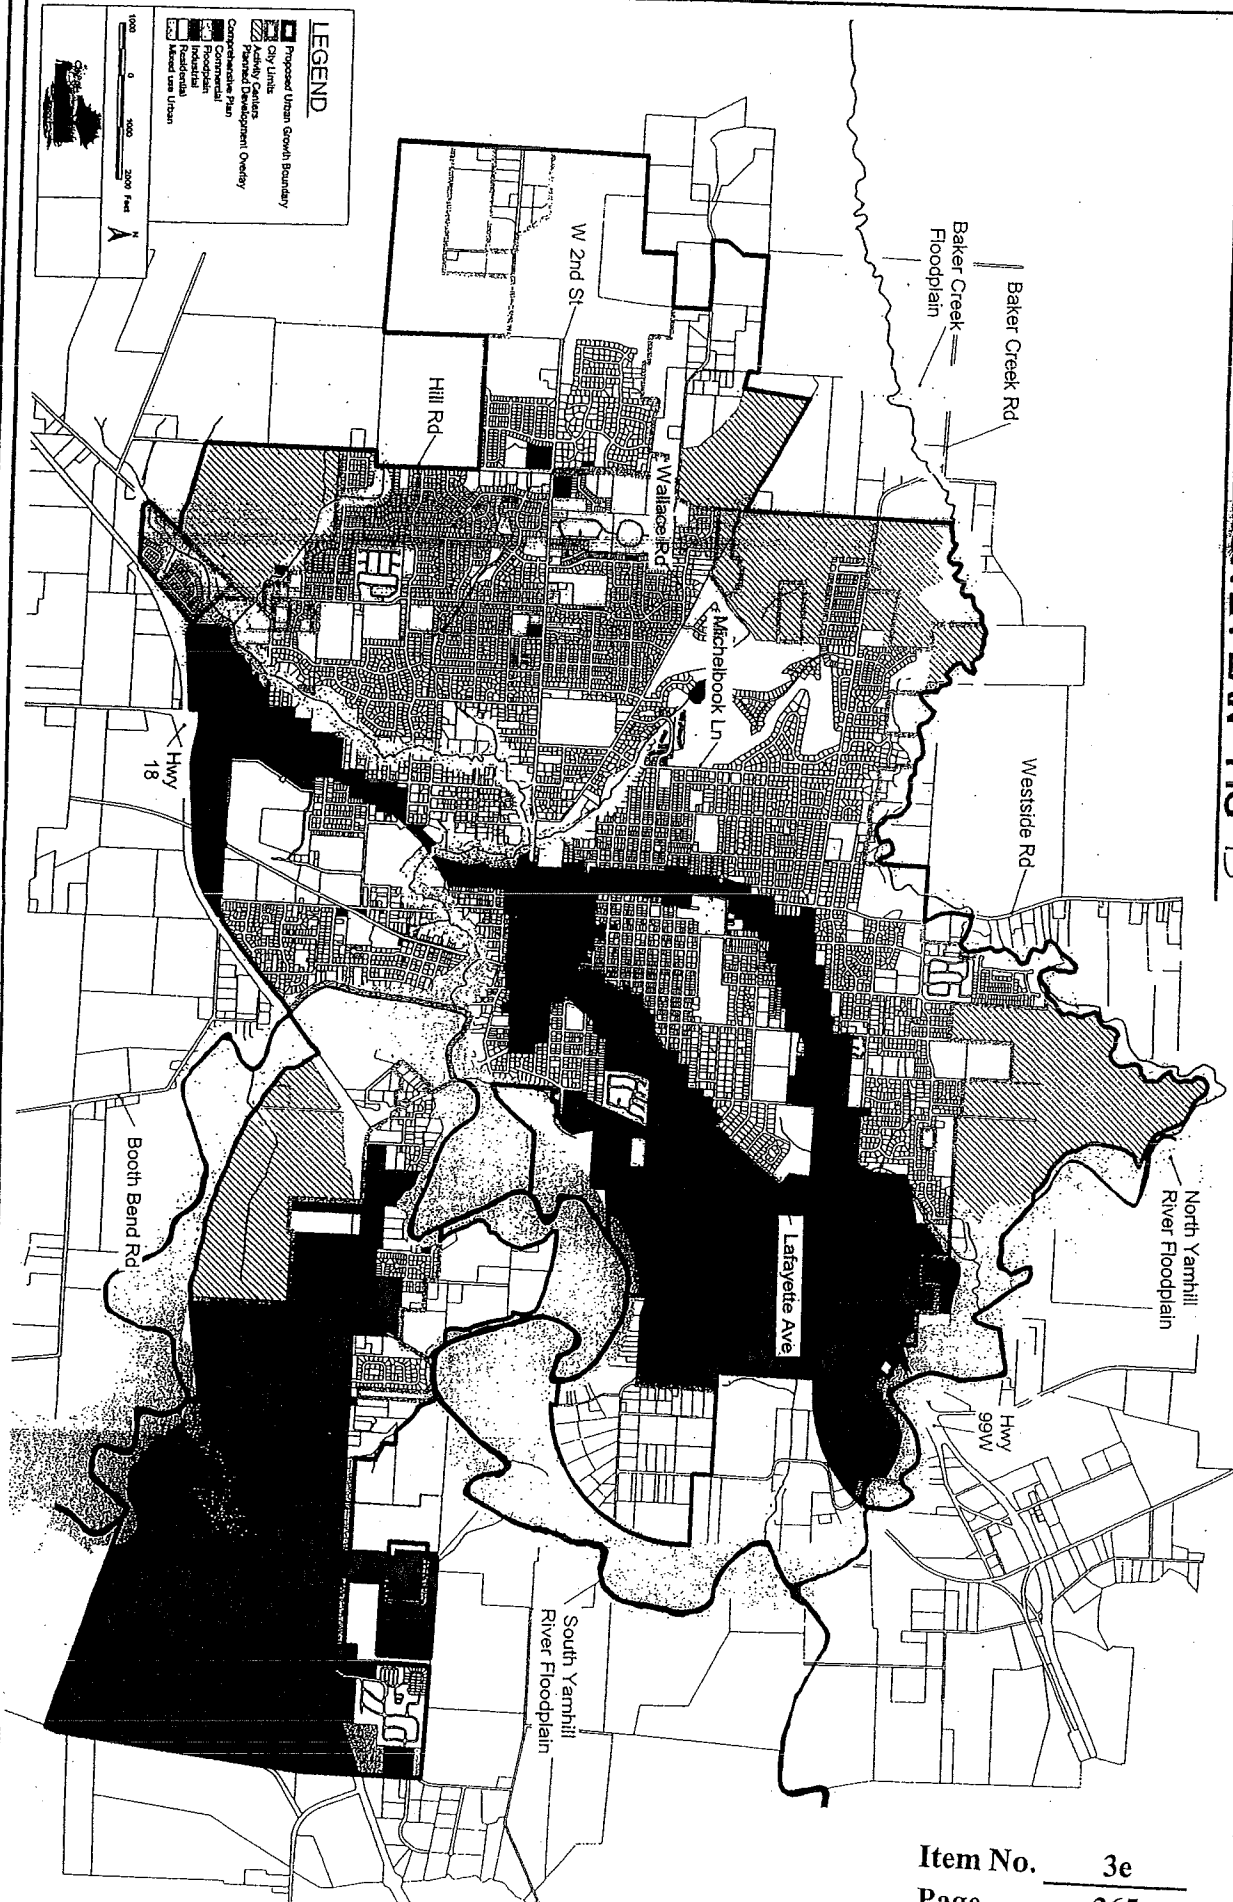 LEGEND
Proposed Urban Growth Boundary
City Limits
Activity Centers
Planned Development Overlay
Comprehensive Plan
Commercial
Floodplain
Industrial
Residential
Mixed use Urban
1000 0 1000 2000 Feet
N
Baker Creek Rd
Baker Creek
Floodplain
W 2nd St
Hill Rd
Wallace Rd
Michelbook Ln
Westside Rd
Hwy
18
North Yamhill
River Floodplain
Lafayette Ave
Booth Bend Rd
Hwy
99W
South Yamhill
River Floodplain
Item No. 3e
Page